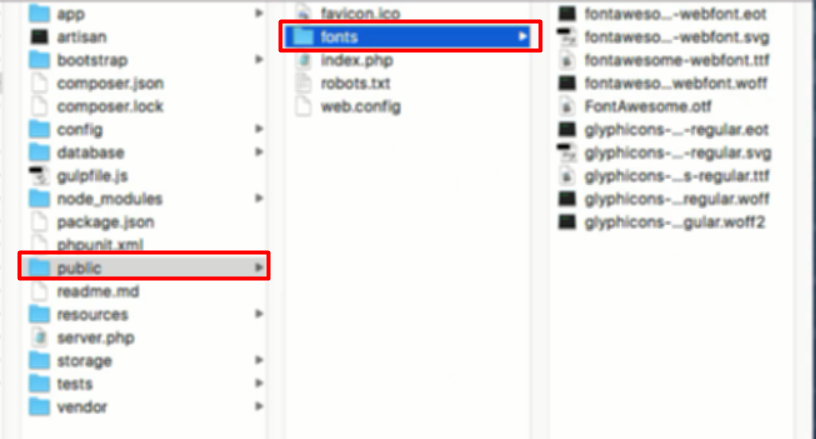 app
artisan
bootstrap
composer.json
composer.lock
config
database
gulpfile.js
node_modules
package.json
phpunit.xml
public
readme.md
resources
server.php
storage
tests
vendor
favicon.ico
fonts
index.php
robots.txt
web.config
fontaweso...-webfont.eot
fontaweso...-webfont.svg
fontawesome-webfont.ttf
fontaweso...webfont.woff
FontAwesome.otf
glyphicons-...-regular.eot
glyphicons-...-regular.svg
glyphicons-...s-regular.ttf
glyphicons-...regular.woff
glyphicons-...gular.woff2